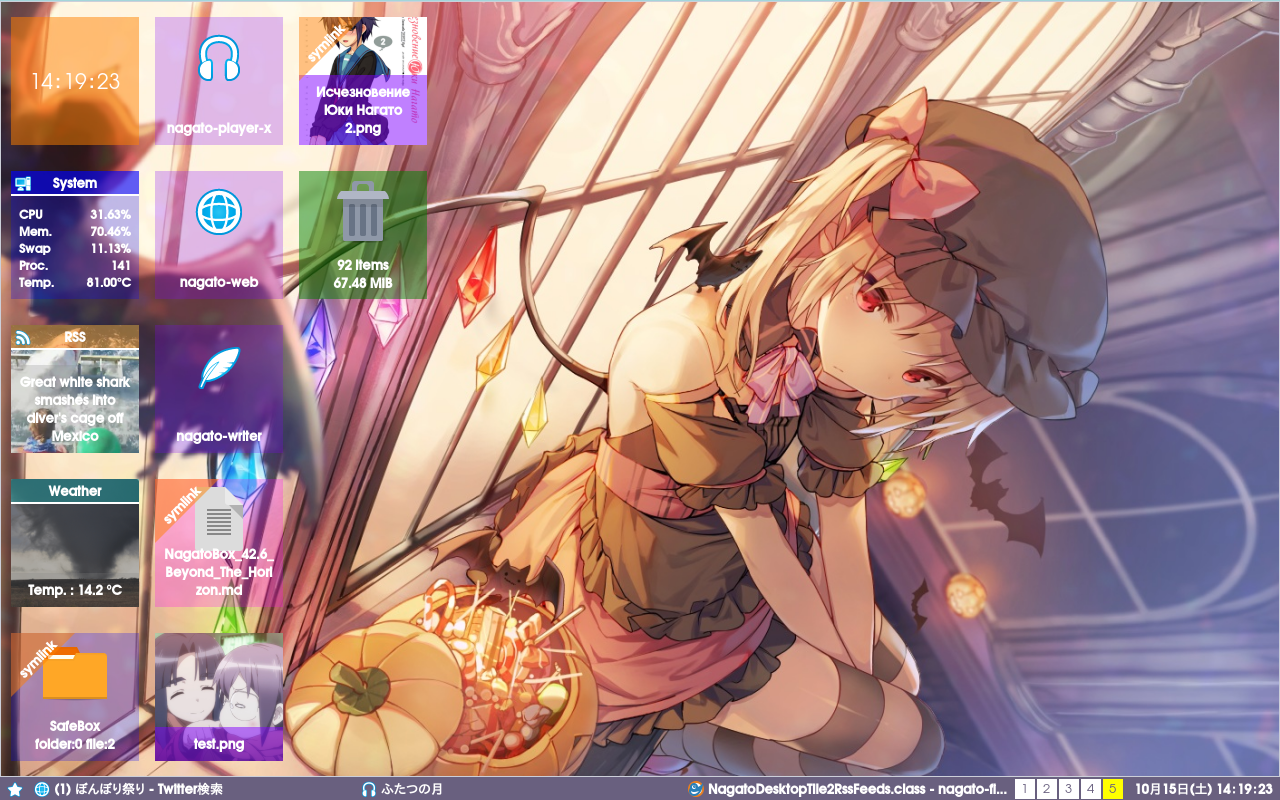 14:19:23
nagato-player-x
symlink
2
Исчезновение
Юки Нагато
2.png
System
CPU 31.63%
Mem. 70.46%
Swap 11.13%
Proc. 141
Temp. 81.00°C
nagato-web
92 items
67.48 MiB
RSS
Great white shark
smashes into
diver's cage off
Mexico
nagato-writer
Weather
Temp. : 14.2 °C
symlink
NagatoBox_42.6_
Beyond_The_Hori
zon.md
symlink
SafeBox
folder:0 file:2
test.png
(1) ぼんぼり祭り - Twitter検索
ふたつの月
NagatoDesktopTile2RssFeeds.class - nagato-fi...
1 2 3 4 5
10月15日(土) 14:19:23